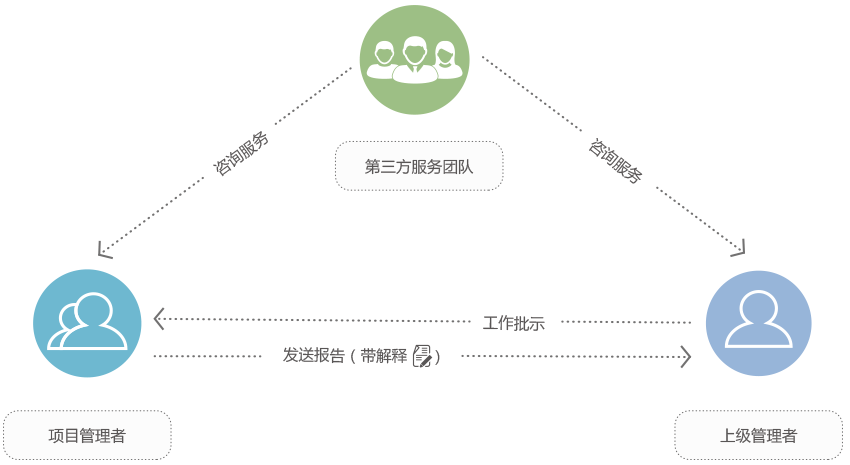 第三方服务团队
咨询服务
咨询服务
工作批示
发送报告（带解释 ）
项目管理者
上级管理者